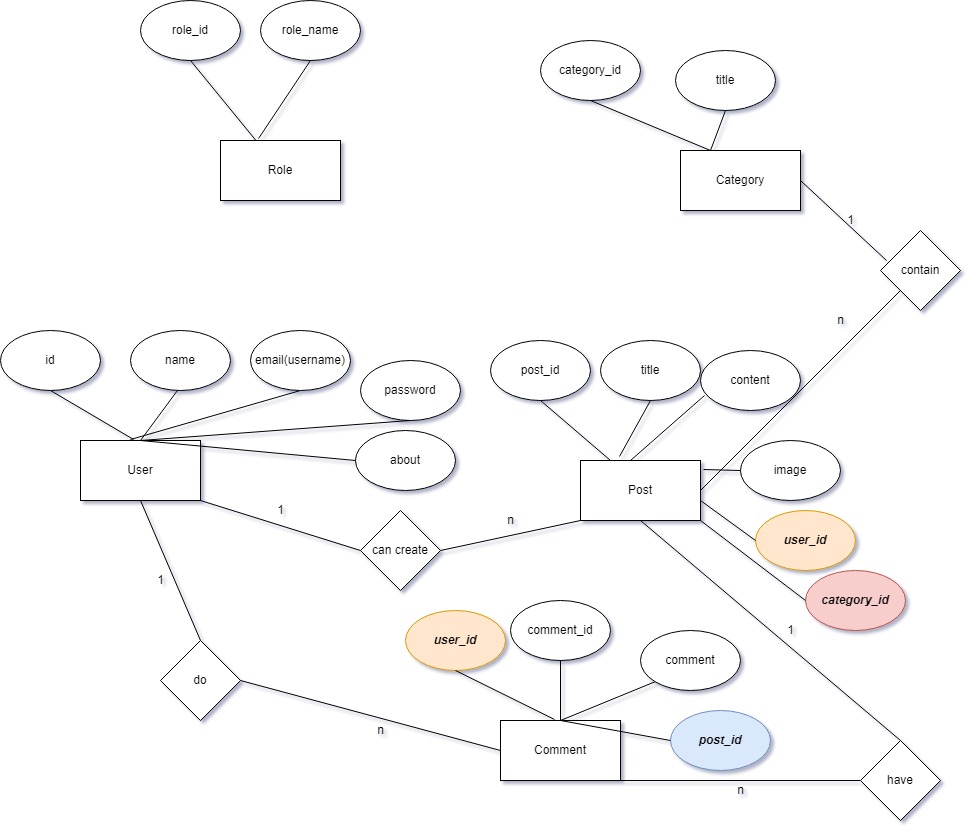 role_id
role_name
Role
category_id
title
Category
1
contain
n
id
name
email(username)
password
about
User
post_id
title
content
image
Post
user_id
category_id
1
can create
n
1
do
n
user_id
comment_id
comment
post_id
Comment
1
have
n